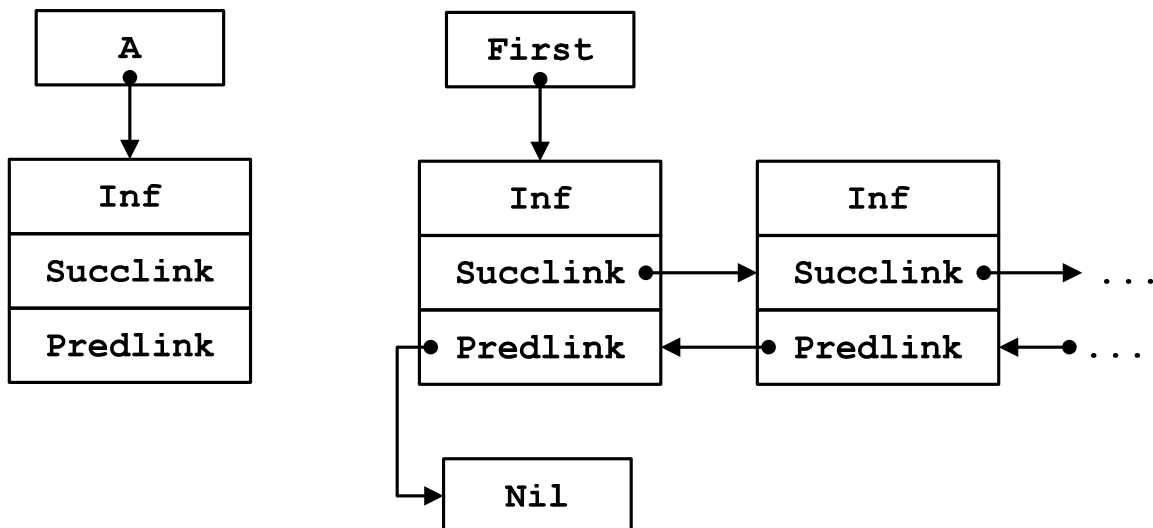 A
First
Inf
Succlink
Predlink
Inf
Succlink
Predlink
Inf
Succlink
Predlink
...
...
Nil